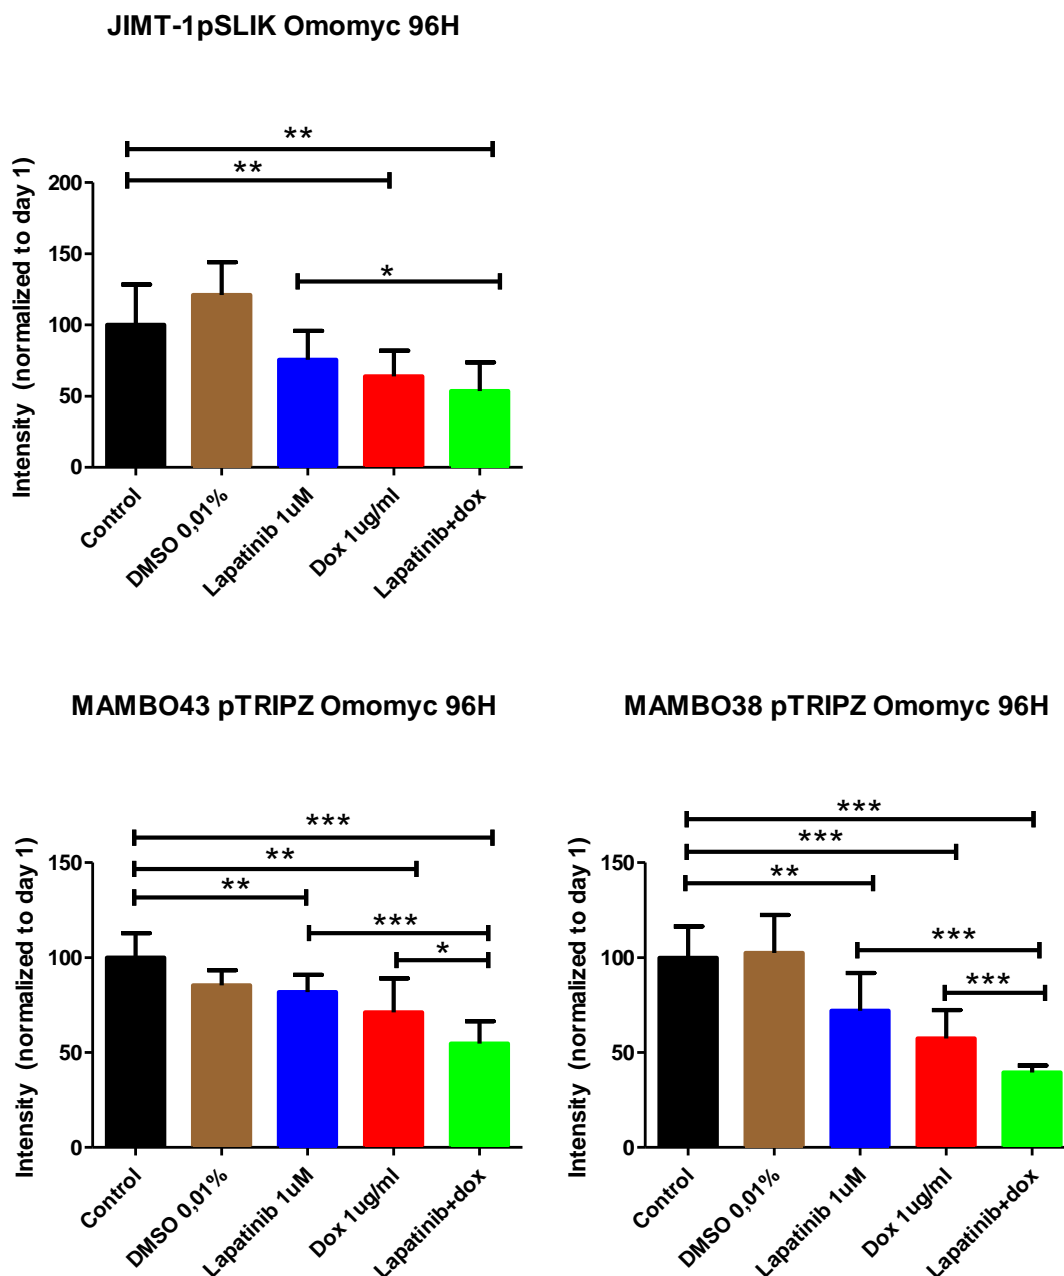 JIMT-1pSLIK Omomyc 96H
**
**
*
Intensity (normalized to day 1)
200
150
100
50
0
Control
DMSO 0,01%
Lapatinib 1uM
Dox 1ug/ml
Lapatinib+dox
MAMBO43 pTRIPZ Omomyc 96H
***
**
**
***
*
Intensity (normalized to day 1)
150
100
50
0
Control
DMSO 0,01%
Lapatinib 1uM
Dox 1ug/ml
Lapatinib+dox
MAMBO38 pTRIPZ Omomyc 96H
***
***
**
***
***
Intensity (normalized to day 1)
150
100
50
0
Control
DMSO 0,01%
Lapatinib 1uM
Dox 1ug/ml
Lapatinib+dox